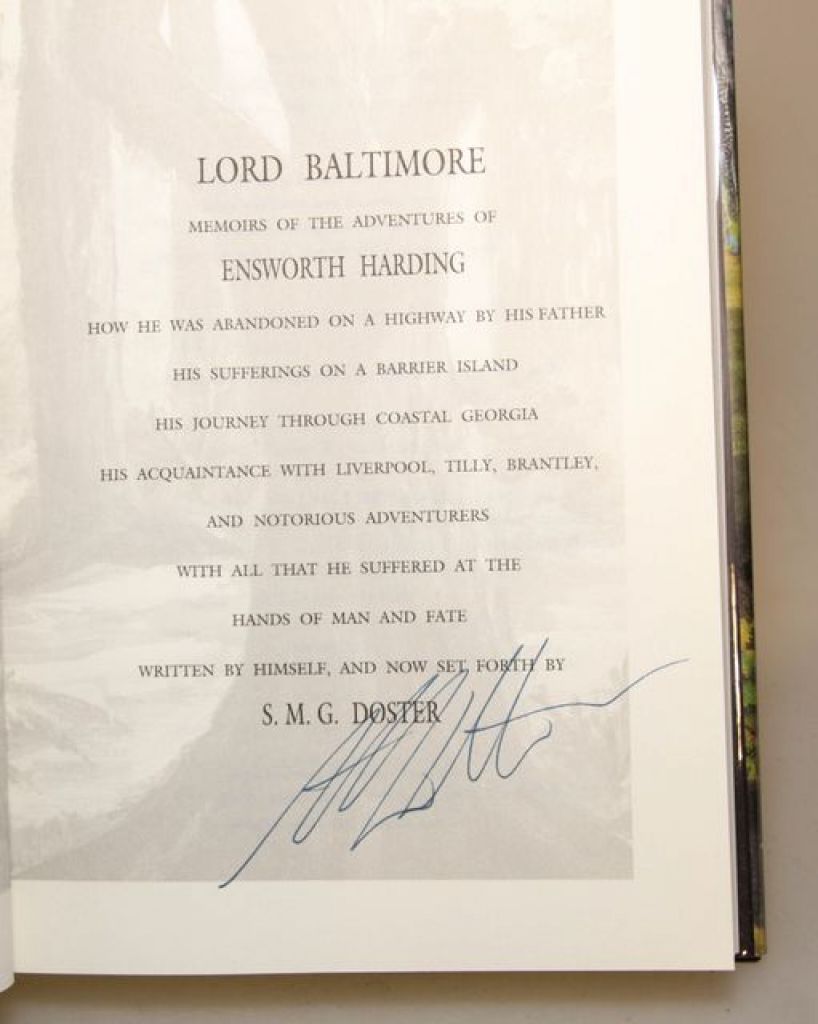 LORD BALTIMORE
MEMOIRS OF THE ADVENTURES OF
ENSWORTH HARDING
HOW HE WAS ABANDONED ON A HIGHWAY BY HIS FATHER
HIS SUFFERINGS ON A BARRIER ISLAND
HIS JOURNEY THROUGH COASTAL GEORGIA
HIS ACQUAINTANCE WITH LIVERPOOL, TILLY, BRANTLEY,
AND NOTORIOUS ADVENTURERS
WITH ALL THAT HE SUFFERED AT THE
HANDS OF MAN AND FATE
WRITTEN BY HIMSELF, AND NOW SET FORTH BY
S. M. G. DOSTER